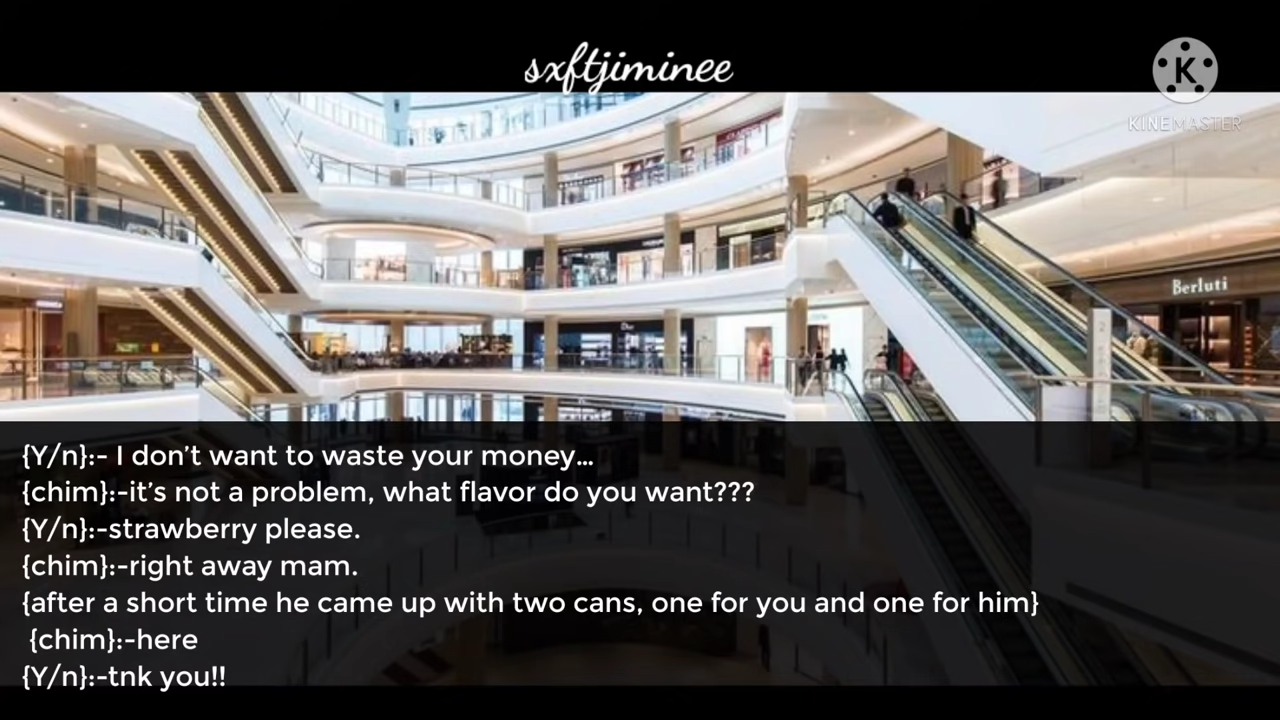 sxftjiminee
K
KINEMASTER
Berluti
Dior
{Y/n}:- I don’t want to waste your money…
{chim}:-it’s not a problem, what flavor do you want???
{Y/n}:-strawberry please.
{chim}:-right away mam.
{after a short time he came up with two cans, one for you and one for him}
{chim}:-here
{Y/n}:-tnk you!!